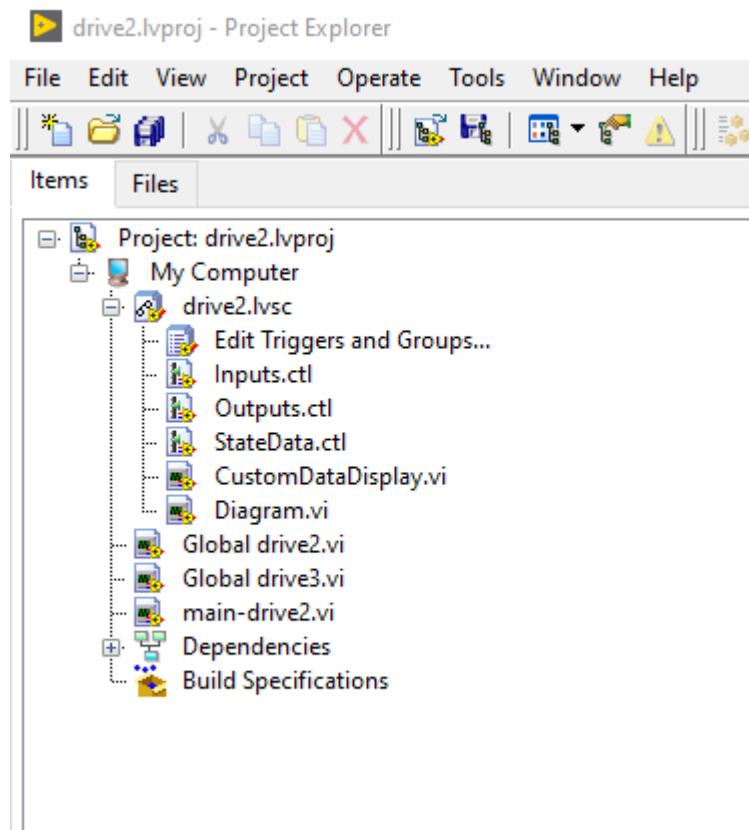 drive2.lvproj - Project Explorer
File Edit View Project Operate Tools Window Help
Items Files
Project: drive2.lvproj
My Computer
drive2.lvsc
Edit Triggers and Groups...
Inputs.ctl
Outputs.ctl
StateData.ctl
CustomDataDisplay.vi
Diagram.vi
Global drive2.vi
Global drive3.vi
main-drive2.vi
Dependencies
Build Specifications